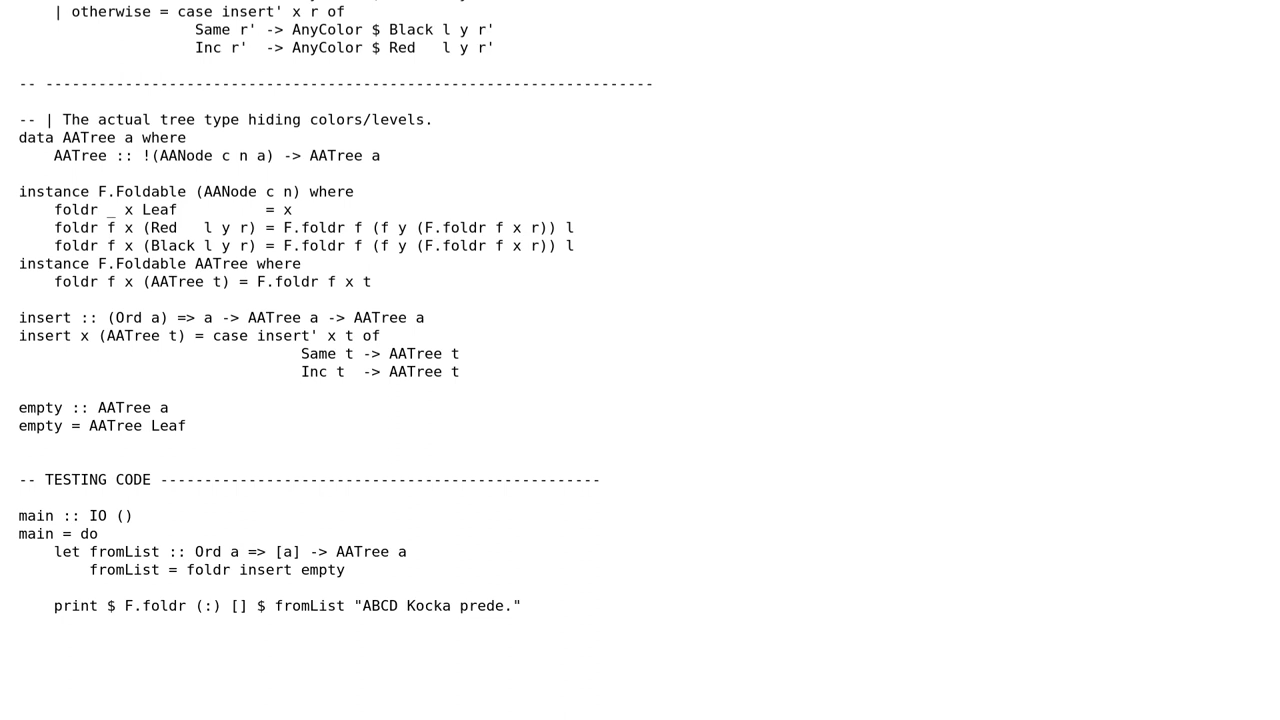 | otherwise = case insert' x r of
                    Same r' -> AnyColor $ Black l y r'
                    Inc r'  -> AnyColor $ Red   l y r'
-- ---------------------------------------------------------------------
-- | The actual tree type hiding colors/levels.
data AATree a where
    AATree :: !(AANode c n a) -> AATree a
instance F.Foldable (AANode c n) where
    foldr _ x Leaf          = x
    foldr f x (Red   l y r) = F.foldr f (f y (F.foldr f x r)) l
    foldr f x (Black l y r) = F.foldr f (f y (F.foldr f x r)) l
instance F.Foldable AATree where
    foldr f x (AATree t) = F.foldr f x t
insert :: (Ord a) => a -> AATree a -> AATree a
insert x (AATree t) = case insert' x t of
                                Same t -> AATree t
                                Inc t  -> AATree t
empty :: AATree a
empty = AATree Leaf
-- TESTING CODE --------------------------------------------------
main :: IO ()
main = do
    let fromList :: Ord a => [a] -> AATree a
        fromList = foldr insert empty
    print $ F.foldr (:) [] $ fromList "ABCD Kocka prede."